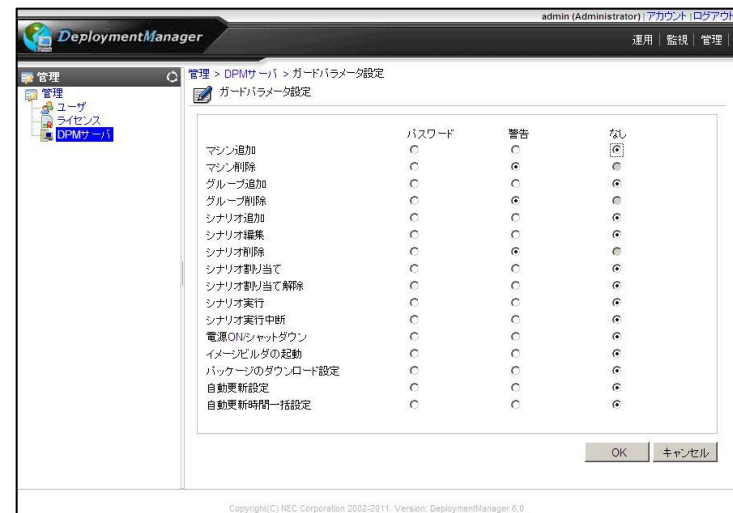 admin (Administrator) | アカウント | ログアウト
DeploymentManager
運用 | 監視 | 管理 |
管理
管理
ユーザ
ライセンス
DPMサーバ
管理 > DPMサーバ > ガードパラメータ設定
ガードパラメータ設定
パスワード 警告 なし
マシン追加
マシン削除
グループ追加
グループ削除
シナリオ追加
シナリオ編集
シナリオ削除
シナリオ割り当て
シナリオ割り当て解除
シナリオ実行
シナリオ実行中断
電源ON/シャットダウン
イメージビルダの起動
パッケージのダウンロード設定
自動更新設定
自動更新時間一括設定
OK キャンセル
Copyright(C) NEC Corporation 2002-2011. Version: DeploymentManager 6.0